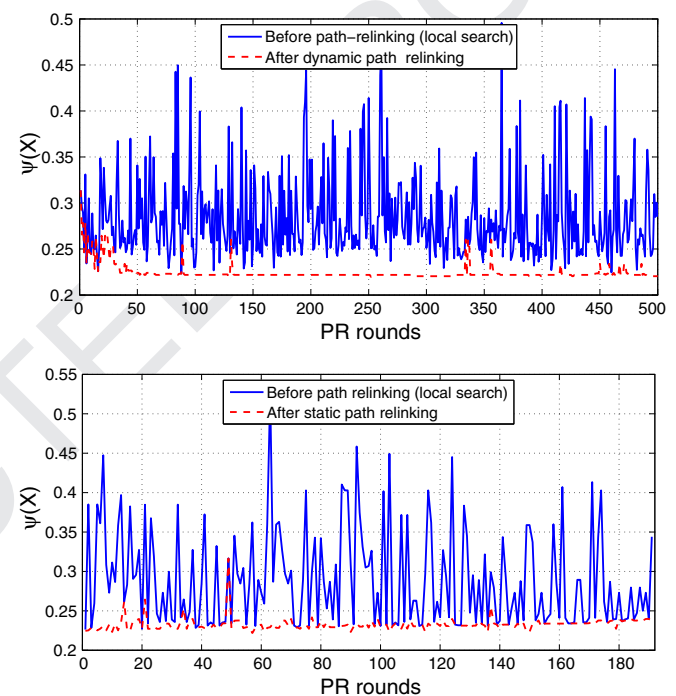 0.5
Before path-relinking (local search)
After dynamic path relinking
0.45
0.4
0.35
0.3
0.25
0.2
ψ(X)
0 50 100 150 200 250 300 350 400 450 500
PR rounds
0.55
Before path relinking (local search)
After static path relinking
0.5
0.45
0.4
0.35
0.3
0.25
0.2
ψ(X)
0 20 40 60 80 100 120 140 160 180
PR rounds